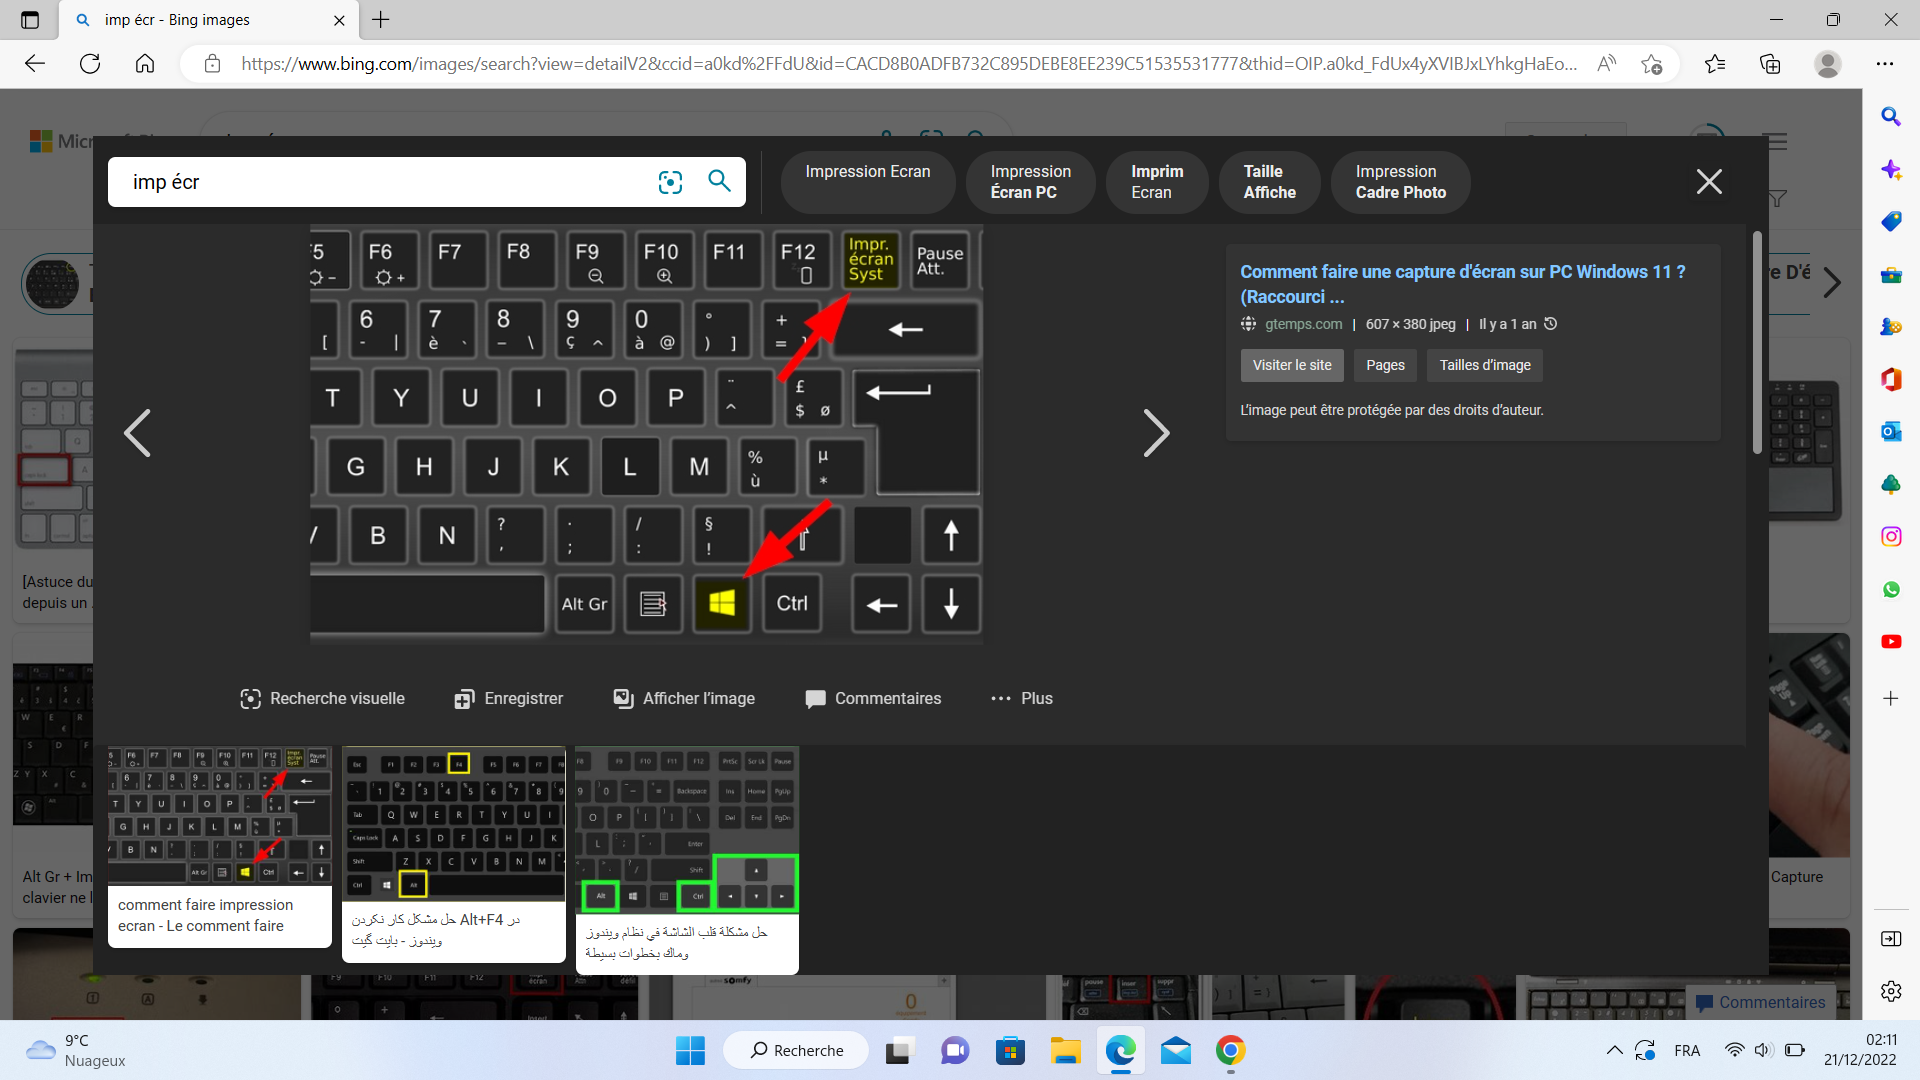 imp écr - Bing images
https://www.bing.com/images/search?view=detailV2&ccid=a0kd%2FFdU&id=CACD8B0ADFB732C895DEBE8EE239C51535531777&thid=OIP.a0kd_FdUx4yXVIBJxLYhkgHaEo...
imp écr
Impression Ecran
Impression
Écran PC
Imprim
Ecran
Taille
Affiche
Impression
Cadre Photo
F6
F7
F8
F9
F10
F11
F12
Impr.
écran
Syst
Pause
Att.
6 - |
7 è `
8 _ \
9 ç ^
0 à @
° ) ]
+ =
T Y U I O P ¨ ^ £ $ ø
G H J K L M % ù µ *
B N ? , . ; / : § !
Alt Gr
Ctrl
Comment faire une capture d'écran sur PC Windows 11 ?
(Raccourci ...
gtemps.com | 607 × 380 jpeg | Il y a 1 an
Visiter le site
Pages
Tailles d’image
L’image peut être protégée par des droits d’auteur.
Recherche visuelle
Enregistrer
Afficher l’image
Commentaires
Plus
comment faire impression
ecran - Le comment faire
حل مشکل کار نکردن Alt+F4 در
ویندوز - بایت گیت
حل مشكلة قلب الشاشة في نظام ويندوز
وماك بخطوات بسيطة
[Astuce du
depuis un
Alt Gr + Im
clavier ne l
Capture
somfy
Commentaires
9°C
Nuageux
Recherche
FRA
02:11
21/12/2022